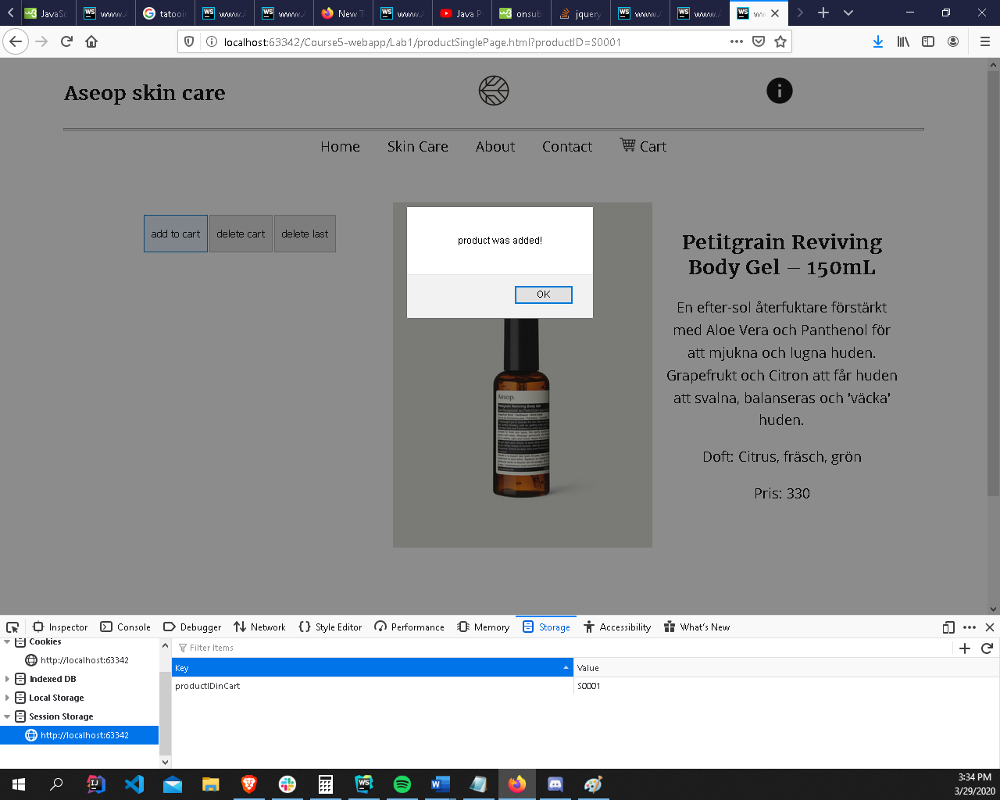 JavaSc
www./
tatooi
www./
www./
New T
www./
Java P
onsub
jquery
www./
www./
ww
localhost:63342/Course5-webapp/Lab1/productSinglePage.html?productID=S0001
Aseop skin care
Home Skin Care About Contact Cart
add to cart delete cart delete last
product was added!
OK
Aēsop.
Petitgrain Reviving Body Gel
Petitgrain Reviving
Body Gel – 150mL
En efter-sol återfuktare förstärkt
med Aloe Vera och Panthenol för
att mjukna och lugna huden.
Grapefrukt och Citron att får huden
att svalna, balanseras och 'väcka'
huden.
Doft: Citrus, fräsch, grön
Pris: 330
Inspector Console Debugger Network Style Editor Performance Memory Storage Accessibility What's New
Cookies
http://localhost:63342
Indexed DB
Local Storage
Session Storage
http://localhost:63342
Filter Items
Key Value
productIDinCart S0001
3:34 PM
3/29/2020